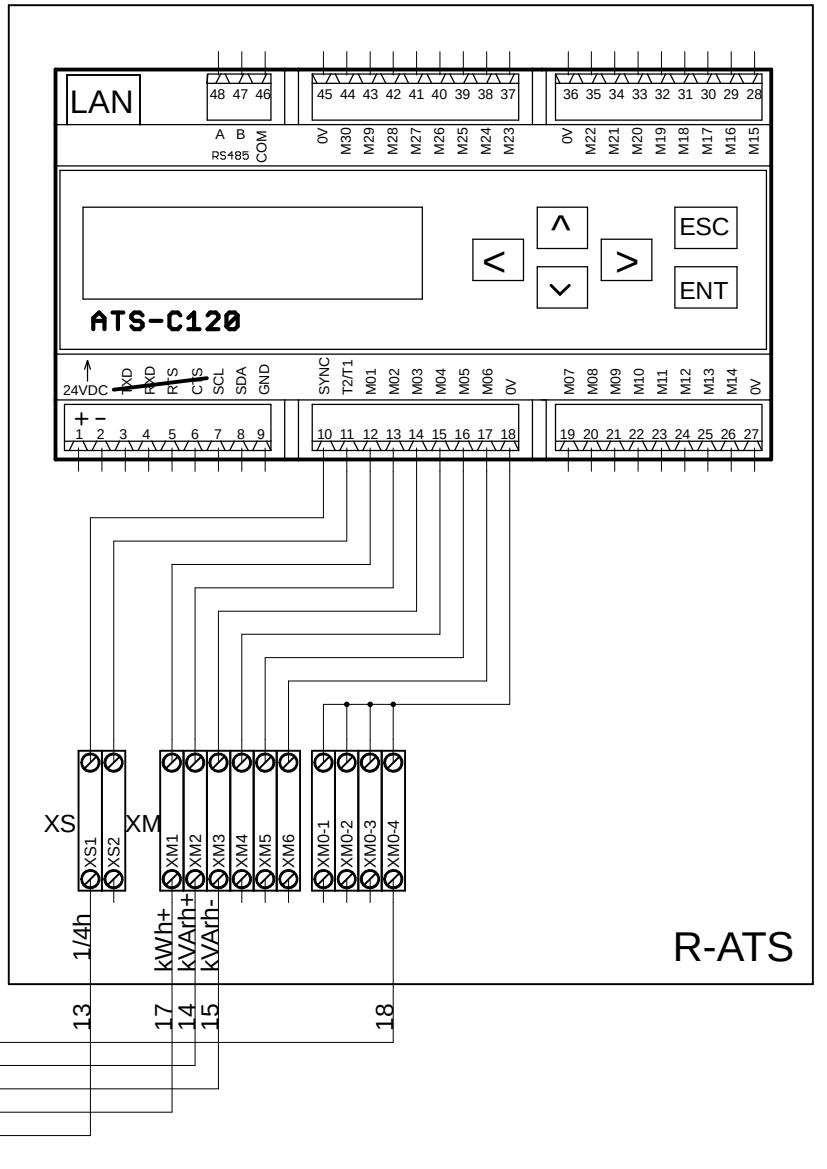 LAN
48 47 46
45 44 43 42 41 40 39 38 37
36 35 34 33 32 31 30 29 28
A B COM
RS485
0V M30 M29 M28 M27 M26 M25 M24 M23
0V M22 M21 M20 M19 M18 M17 M16 M15
^
ESC
< >
ENT
ATS-C120
24VDC TXD RXD RTS CTS SCL SDA GND
SYNC T2/T1 M01 M02 M03 M04 M05 M06 0V
M07 M08 M09 M10 M11 M12 M13 M14 0V
+ −
1 2 3 4 5 6 7 8 9
10 11 12 13 14 15 16 17 18
19 20 21 22 23 24 25 26 27
XS
XS1 XS2
XM
XM1 XM2 XM3 XM4 XM5 XM6
XM0-1 XM0-2 XM0-3 XM0-4
1/4h
kWh+
kVArh+
kVArh-
R-ATS
13 17 14 15 18